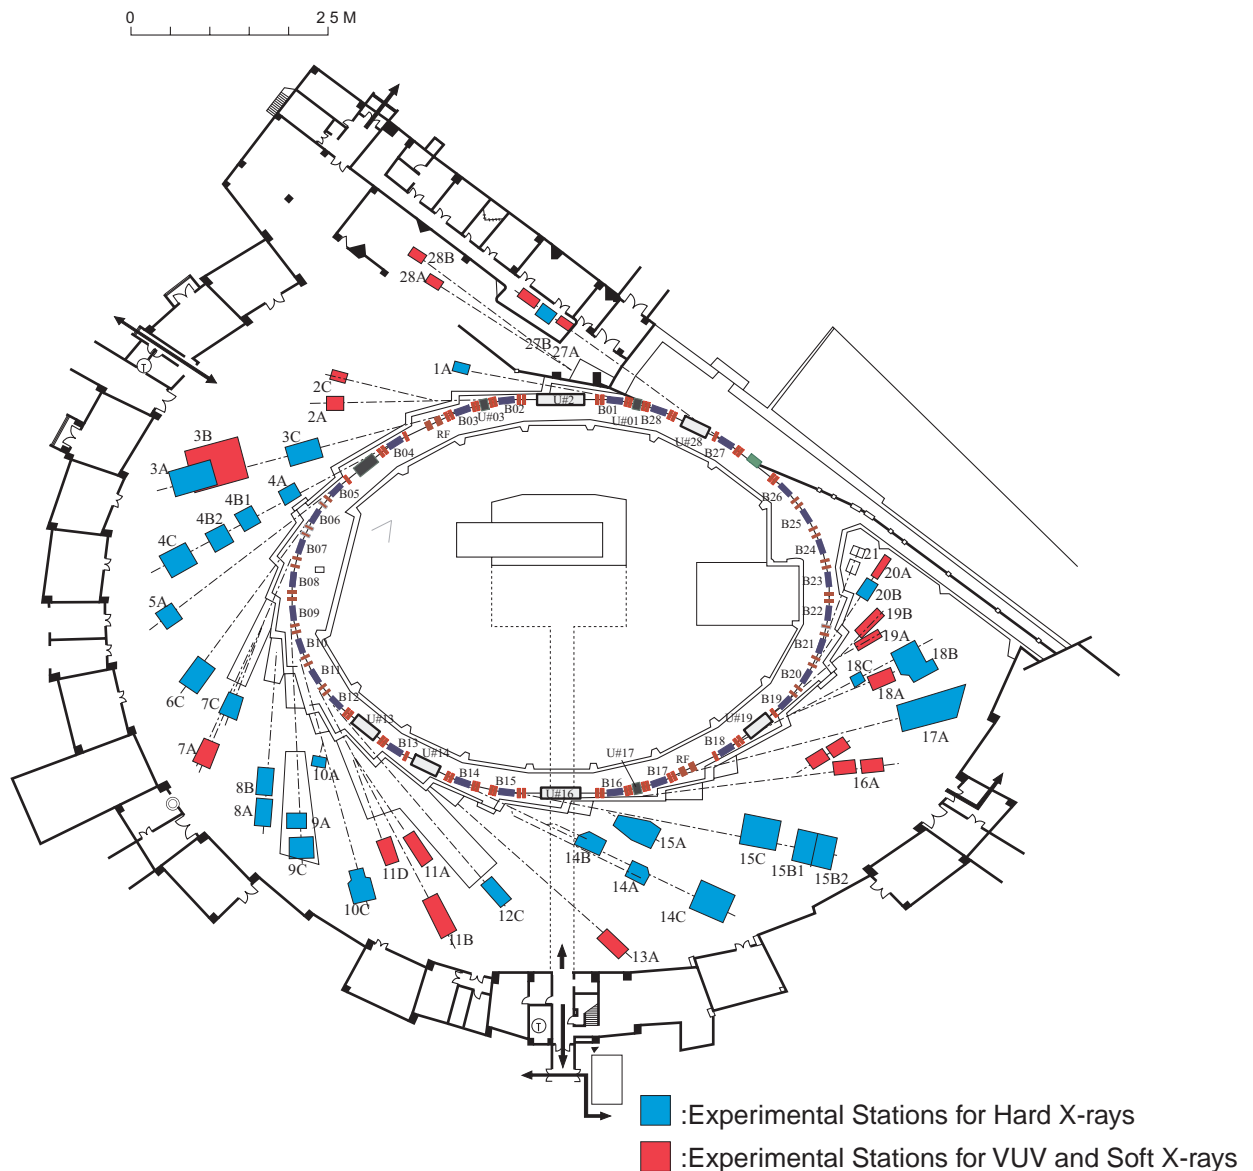 0 25M
28B
28A
27B
27A
1A
2C
2A
3B
3C
3A
4A
4B1
4B2
4C
5A
6C
7C
7A
8B
8A
9A
9C
10A
10C
11D
11A
11B
12C
13A
14B
14A
14C
15A
15C
15B1
15B2
16A
17A
18C
18A
18B
19A
19B
20B
20A
21
U#2
B01
U#01
B28
U#28
B27
B26
B25
B24
B23
B22
B21
B20
B19
U#19
B18
RF
B17
U#17
B16
U#16
B15
B14
U#14
B13
U#13
B12
B11
B10
B09
B08
B07
B06
B05
B04
RF
B03
U#03
B02
T
T
:Experimental Stations for Hard X-rays
:Experimental Stations for VUV and Soft X-rays